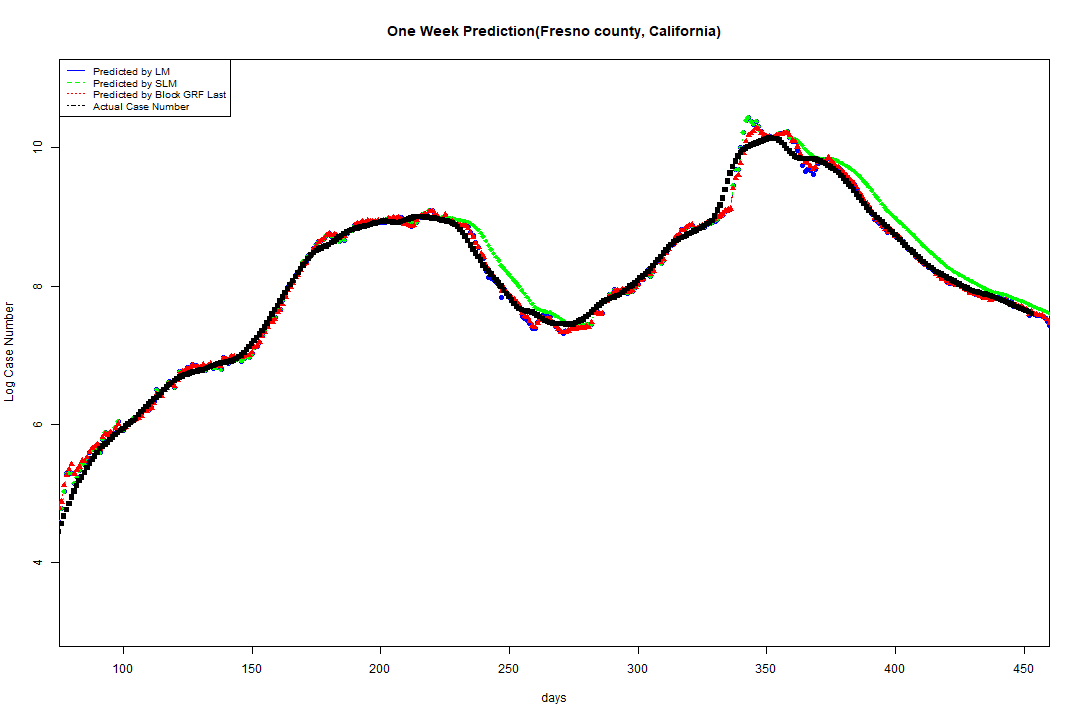 One Week Prediction(Fresno county, California)
Predicted by LM
Predicted by SLM
Predicted by Block GRF Last
Actual Case Number
10
8
6
4
Log Case Number
100 150 200 250 300 350 400 450
days